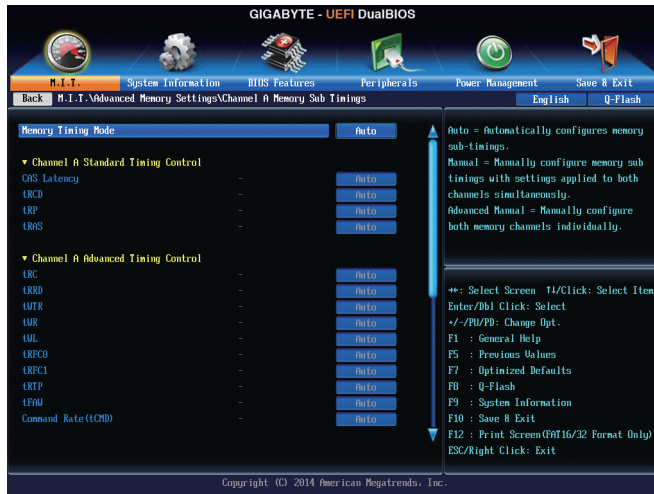 GIGABYTE - UEFI DualBIOS
M.I.T. System Information BIOS Features Peripherals Power Management Save & Exit
Back M.I.T.\Advanced Memory Settings\Channel A Memory Sub Timings English Q-Flash
Memory Timing Mode Auto
▼ Channel A Standard Timing Control
CAS Latency - Auto
tRCD - Auto
tRP - Auto
tRAS - Auto
▼ Channel A Advanced Timing Control
tRC - Auto
tRRD - Auto
tWTR - Auto
tWR - Auto
tWL - Auto
tRFC0 - Auto
tRFC1 - Auto
tRTP - Auto
tFAW - Auto
Command Rate(tCMD) - Auto
Auto = Automatically configures memory
sub-timings.
Manual = Manually configure memory sub
timings with settings applied to both
channels simultaneously.
Advanced Manual = Manually configure
both memory channels individually.
→←: Select Screen ↑↓/Click: Select Item
Enter/Dbl Click: Select
+/-/PU/PD: Change Opt.
F1 : General Help
F5 : Previous Values
F7 : Optimized Defaults
F8 : Q-Flash
F9 : System Information
F10 : Save & Exit
F12 : Print Screen(FAT16/32 Format Only)
ESC/Right Click: Exit
Copyright (C) 2014 American Megatrends, Inc.